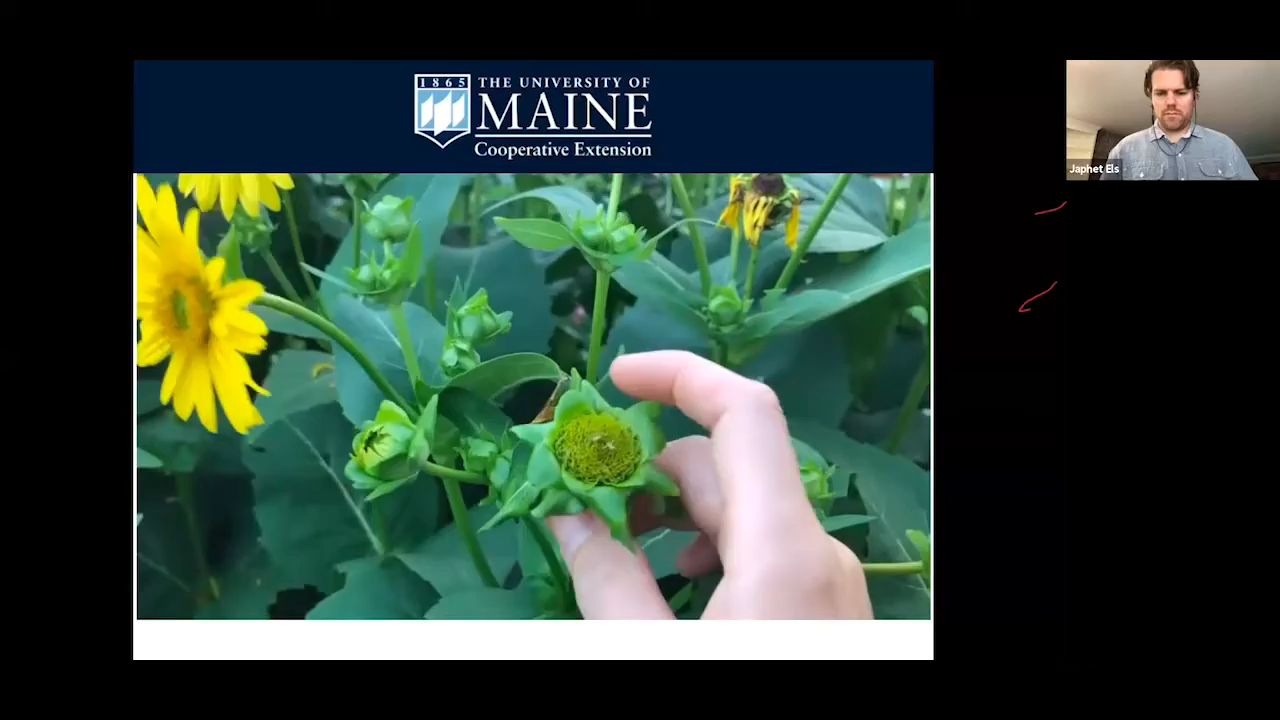 1865
THE UNIVERSITY OF
MAINE
Cooperative Extension
Japhet Els